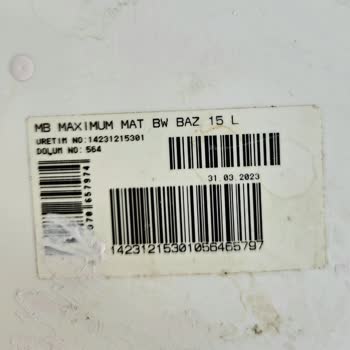 MB MAXIMUM MAT BW BAZ 15 L
URETIM NO:14231215301
DOLUM NO: 564
31.03.2023
14231215301056465797